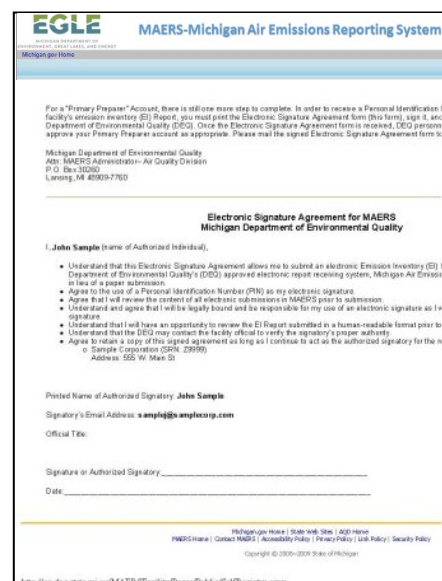 EGLE
MICHIGAN DEPARTMENT OF
ENVIRONMENT, GREAT LAKES, AND ENERGY
MAERS-Michigan Air Emissions Reporting System
Michigan.gov Home
For a "Primary Preparer" Account, there is still one more step to complete. In order to receive a Personal Identification
facility's emission inventory (EI) Report, you must print the Electronic Signature Agreement form (this form), sign it, and
Department of Environmental Quality (DEQ). Once the Electronic Signature Agreement form is received, DEQ personn
approve your Primary Preparer account as appropriate. Please mail the signed Electronic Signature Agreement form to
Michigan Department of Environmental Quality
Attn: MAERS Administrator– Air Quality Division
P.O. Box 30260
Lansing, MI 48909-7760
Electronic Signature Agreement for MAERS
Michigan Department of Environmental Quality
I, John Sample (name of Authorized Individual),
• Understand that this Electronic Signature Agreement allows me to submit an electronic Emission Inventory (EI)
Department of Environmental Quality's (DEQ) approved electronic report receiving system, Michigan Air Emissio
in lieu of a paper submission.
• Agree to the use of a Personal Identification Number (PIN) as my electronic signature.
• Agree that I will review the content of all electronic submissions in MAERS prior to submission.
• Understand and agree that I will be legally bound and be responsible for my use of an electronic signature as I w
signature.
• Understand that I will have an opportunity to review the EI Report submitted in a human-readable format prior to
• Understand that the DEQ may contact the facility official to verify the signatory's proper authority.
• Agree to retain a copy of this signed agreement as long as I continue to act as the authorized signatory for the
o Sample Corporation (SRN: Z9999)
Address: 555 W. Main St
Printed Name of Authorized Signatory: John Sample
Signatory's Email Address: samplej@samplecorp.com
Official Title:
Signature or Authorized Signatory:
Date:
Michigan.gov Home | State Web Sites | AQD Home
MAERS Home | Contact MAERS | Accessibility Policy | Privacy Policy | Link Policy | Security Policy
Copyright © 2008-2009 State of Michigan